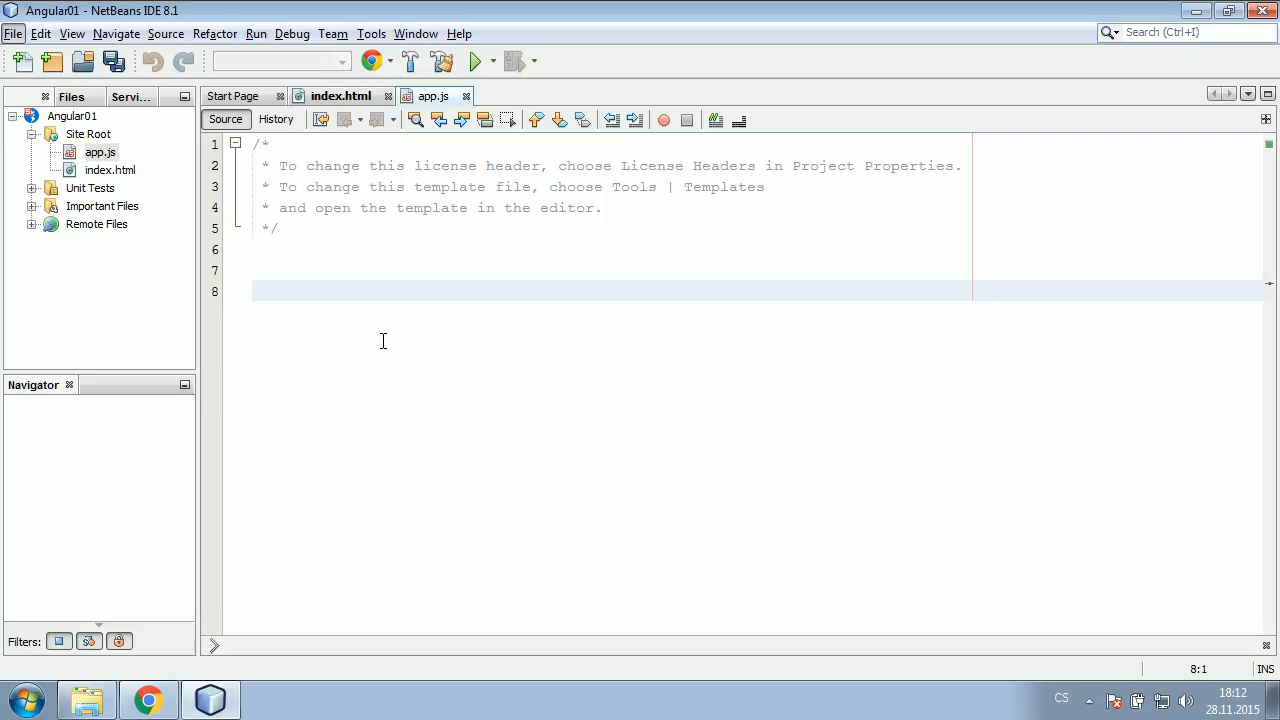 Angular01 - NetBeans IDE 8.1
File Edit View Navigate Source Refactor Run Debug Team Tools Window Help
Search (Ctrl+I)
Files Servi...
Start Page index.html app.js
Angular01
Source History
Site Root
app.js
index.html
Unit Tests
Important Files
Remote Files
1 /*
2 * To change this license header, choose License Headers in Project Properties.
3 * To change this template file, choose Tools | Templates
4 * and open the template in the editor.
5 */
6
7
8
Navigator
Filters:
8:1 INS
CS
18:12
28.11.2015